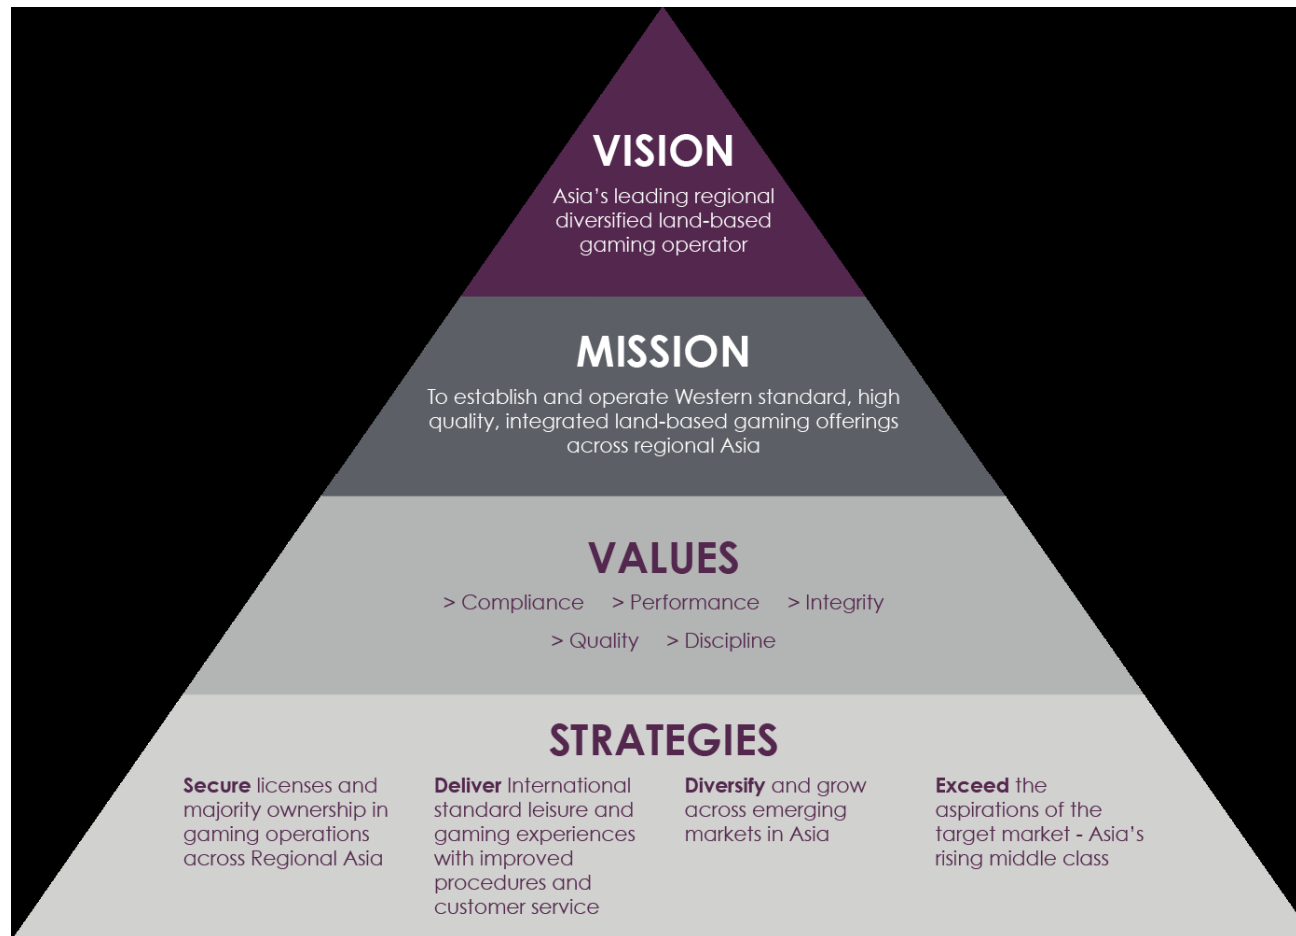 VISION
Asia’s leading regional
diversified land-based
gaming operator
MISSION
To establish and operate Western standard, high
quality, integrated land-based gaming offerings
across regional Asia
VALUES
> Compliance > Performance > Integrity
> Quality > Discipline
STRATEGIES
Secure licenses and
majority ownership in
gaming operations
across Regional Asia
Deliver International
standard leisure and
gaming experiences
with improved
procedures and
customer service
Diversify and grow
across emerging
markets in Asia
Exceed the
aspirations of the
target market - Asia’s
rising middle class